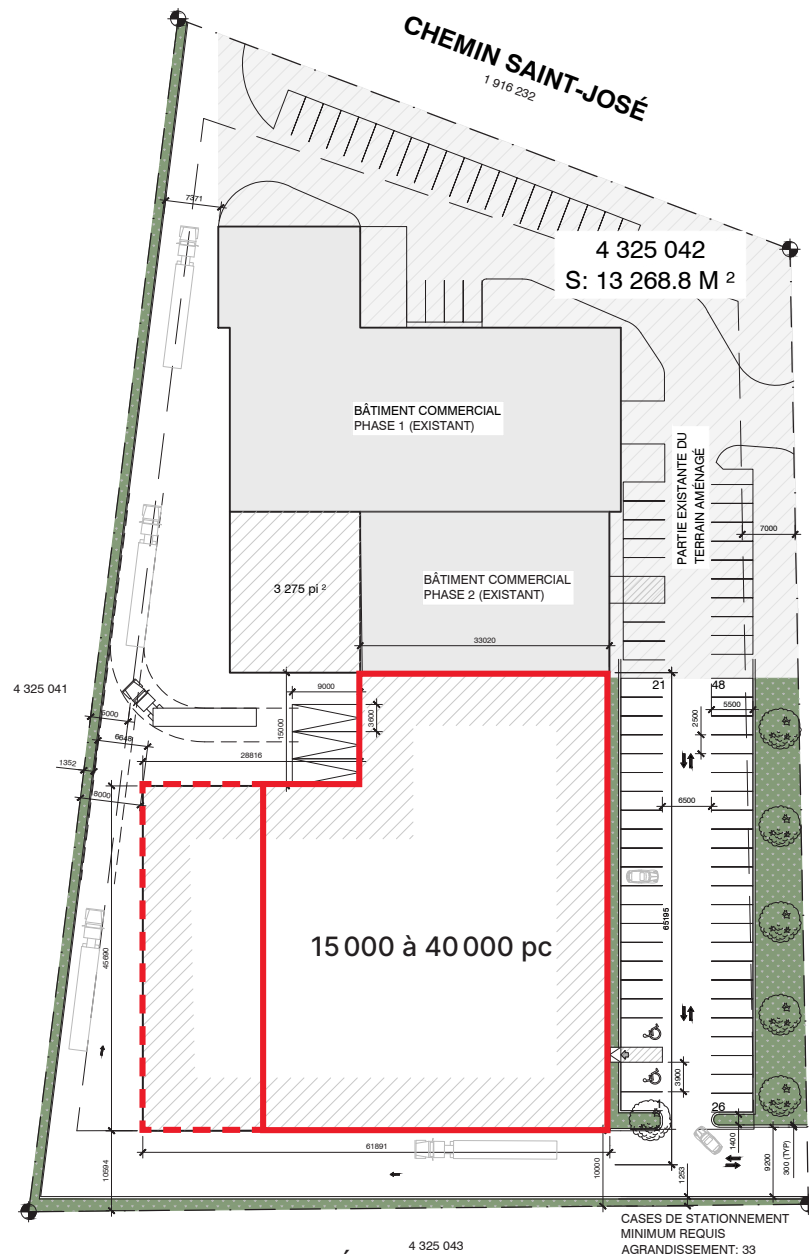 CHEMIN SAINT-JOSÉ
1 916 232
7371
4 325 042
S: 13 268.8 M ²
BÂTIMENT COMMERCIAL
PHASE 1 (EXISTANT)
PARTIE EXISTANTE DU
TERRAIN AMÉNAGÉ
7000
3 275 pi ²
BÂTIMENT COMMERCIAL
PHASE 2 (EXISTANT)
33020
4 325 041
9000
21
48
5500
2500
3600
15000
5000
6648
28816
1352
18000
6500
65195
45690
15 000 à 40 000 pc
3900
1
26
1400
9200
300 (TYP)
61891
10594
10000
1253
CASES DE STATIONNEMENT
MINIMUM REQUIS
AGRANDISSEMENT: 33
4 325 043